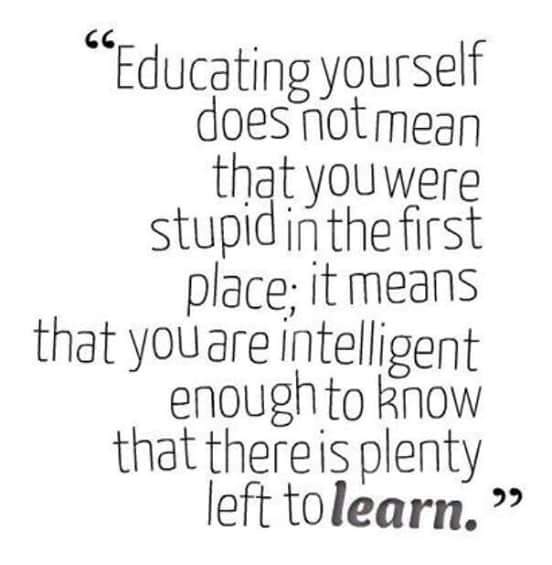 “Educating yourself
does not mean
that you were
stupid in the first
place; it means
that you are intelligent
enough to know
that there is plenty
left to learn.”